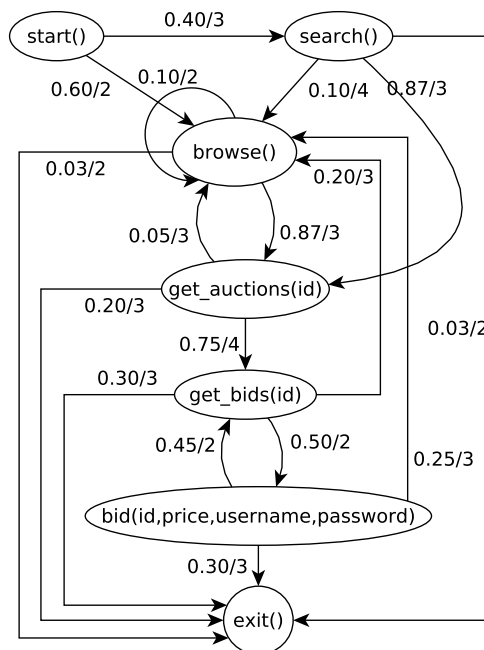 0.40/3
start()
search()
0.60/2
0.10/2
0.10/4
0.87/3
browse()
0.03/2
0.20/3
0.05/3
0.87/3
get_auctions(id)
0.20/3
0.03/2
0.75/4
0.30/3
get_bids(id)
0.45/2
0.50/2
0.25/3
bid(id,price,username,password)
0.30/3
exit()